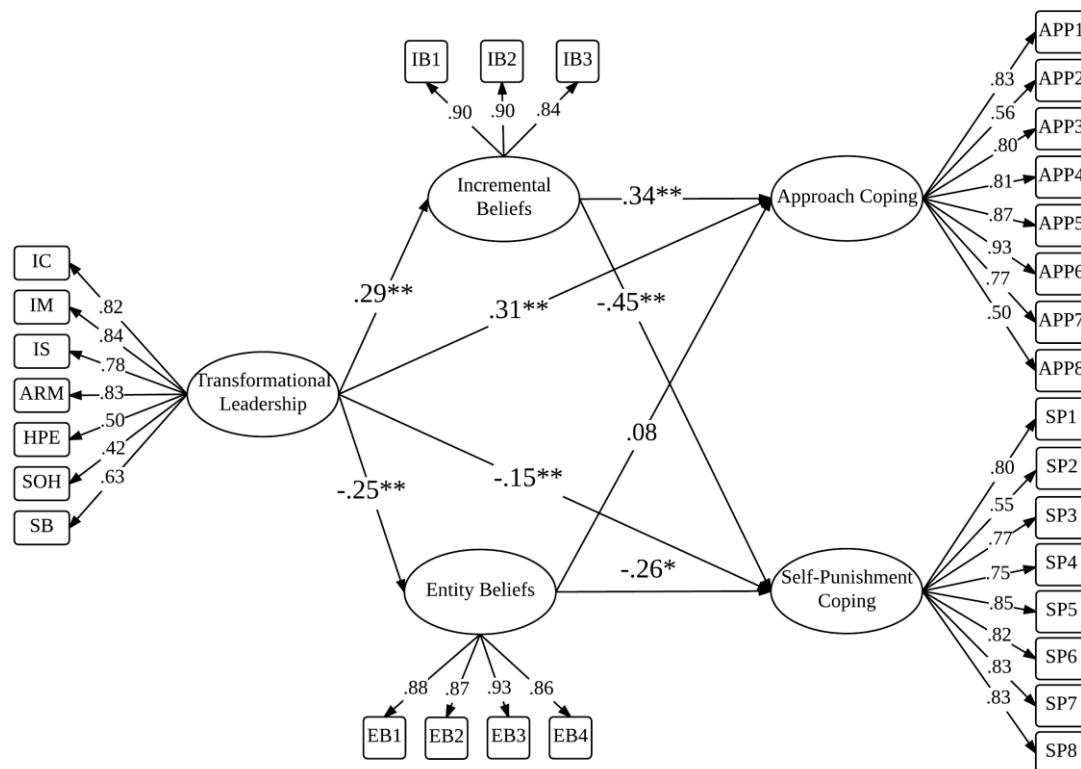 IB1
IB2
IB3
.90
.90
.84
Incremental
Beliefs
APP1
APP2
APP3
APP4
APP5
APP6
APP7
APP8
.83
.56
.80
.81
.87
.93
.77
.50
Approach Coping
.34**
.29**
.31**
-.45**
IC
IM
IS
ARM
HPE
SOH
SB
.82
.84
.78
.83
.50
.42
.63
Transformational
Leadership
.08
-.25**
-.15**
-.26*
Entity Beliefs
.88
.87
.93
.86
EB1
EB2
EB3
EB4
Self-Punishment
Coping
SP1
SP2
SP3
SP4
SP5
SP6
SP7
SP8
.80
.55
.77
.75
.85
.82
.83
.83